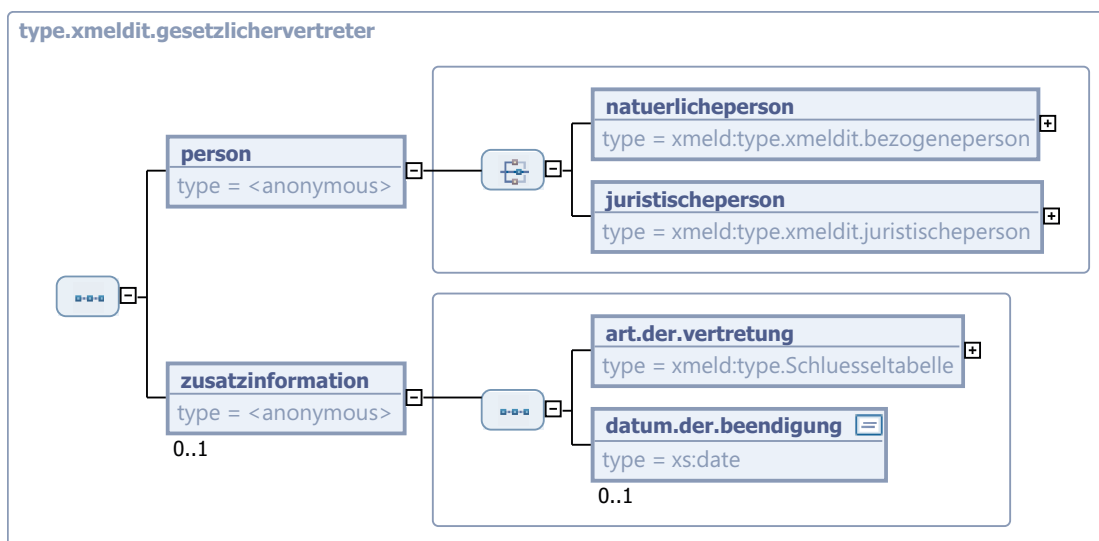 type.xmeldit.gesetzlichervertreter
natuerlicheperson
type = xmeld:type.xmeldit.bezogeneperson
person
type = <anonymous>
juristischeperson
type = xmeld:type.xmeldit.juristischeperson
art.der.vertretung
type = xmeld:type.Schluesseltabelle
zusatzinformation
type = <anonymous>
0..1
datum.der.beendigung
type = xs:date
0..1